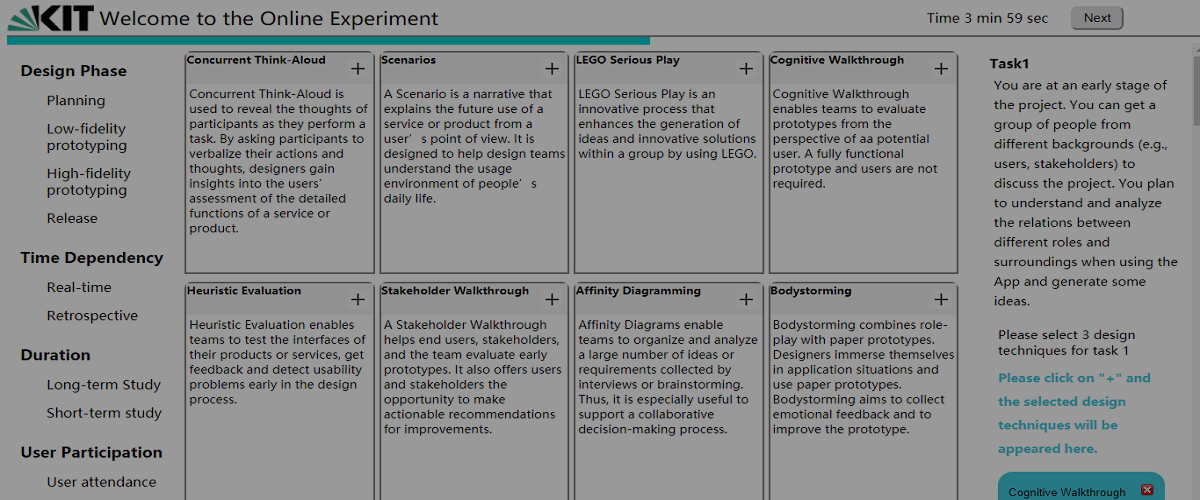 KIT Welcome to the Online Experiment
Time 3 min 59 sec
Next
Design Phase
Planning
Low-fidelity
prototyping
High-fidelity
prototyping
Release
Time Dependency
Real-time
Retrospective
Duration
Long-term Study
Short-term study
User Participation
User attendance
Concurrent Think-Aloud +
Concurrent Think-Aloud is
used to reveal the thoughts of
participants as they perform a
task. By asking participants to
verbalize their actions and
thoughts, designers gain
insights into the users'
assessment of the detailed
functions of a service or
product.
Scenarios +
A Scenario is a narrative that
explains the future use of a
service or product from a
user’s point of view. It is
designed to help design teams
understand the usage
environment of people’s
daily life.
LEGO Serious Play +
LEGO Serious Play is an
innovative process that
enhances the generation of
ideas and innovative solutions
within a group by using LEGO.
Cognitive Walkthrough +
Cognitive Walkthrough
enables teams to evaluate
prototypes from the
perspective of aa potential
user. A fully functional
prototype and users are not
required.
Heuristic Evaluation +
Heuristic Evaluation enables
teams to test the interfaces of
their products or services, get
feedback and detect usability
problems early in the design
process.
Stakeholder Walkthrough +
A Stakeholder Walkthrough
helps end users, stakeholders,
and the team evaluate early
prototypes. It also offers users
and stakeholders the
opportunity to make
actionable recommendations
for improvements.
Affinity Diagramming +
Affinity Diagrams enable
teams to organize and analyze
a large number of ideas or
requirements collected by
interviews or brainstorming.
Thus, it is especially useful to
support a collaborative
decision-making process.
Bodystorming +
Bodystorming combines role-
play with paper prototypes.
Designers immerse themselves
in application situations and
use paper prototypes.
Bodystorming aims to collect
emotional feedback and to
improve the prototype.
Task1
You are at an early stage of
the project. You can get a
group of people from
different backgrounds (e.g.,
users, stakeholders) to
discuss the project. You plan
to understand and analyze
the relations between
different roles and
surroundings when using the
App and generate some
ideas.
Please select 3 design
techniques for task 1
Please click on "+" and
the selected design
techniques will be
appeared here.
Cognitive Walkthrough